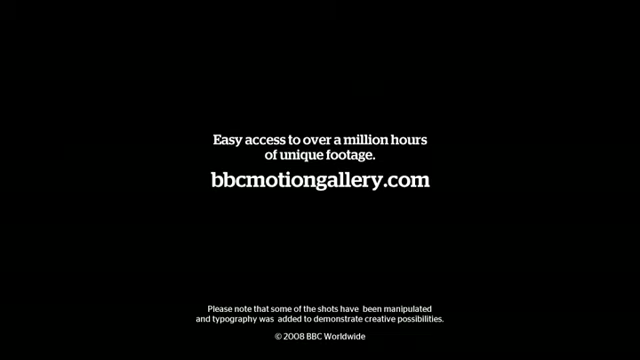 Easy access to over a million hours
of unique footage.
bbcmotiongallery.com
Please note that some of the shots have been manipulated
and typography was added to demonstrate creative possibilities.
© 2008 BBC Worldwide